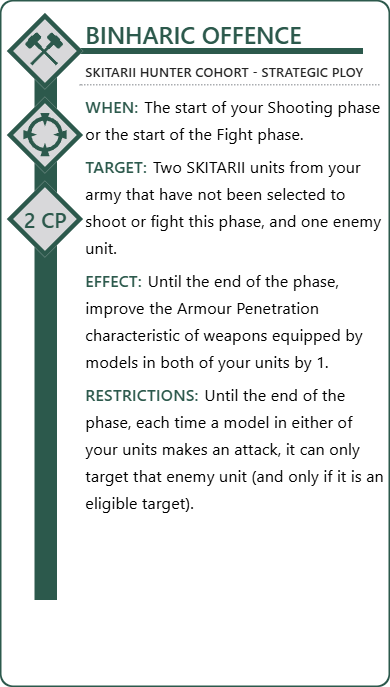 BINHARIC OFFENCE
SKITARII HUNTER COHORT - STRATEGIC PLOY
WHEN: The start of your Shooting phase
or the start of the Fight phase.
TARGET: Two SKITARII units from your
army that have not been selected to
shoot or fight this phase, and one enemy
unit.
2 CP
EFFECT: Until the end of the phase,
improve the Armour Penetration
characteristic of weapons equipped by
models in both of your units by 1.
RESTRICTIONS: Until the end of the
phase, each time a model in either of
your units makes an attack, it can only
target that enemy unit (and only if it is an
eligible target).